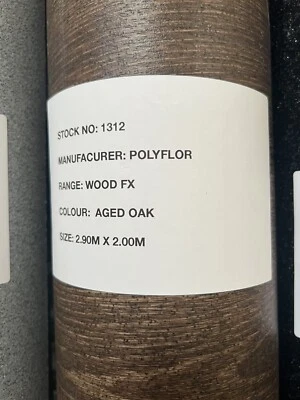 STOCK NO: 1312
MANUFACURER: POLYFLOR
RANGE: WOOD FX
COLOUR: AGED OAK
SIZE: 2.90M X 2.00M